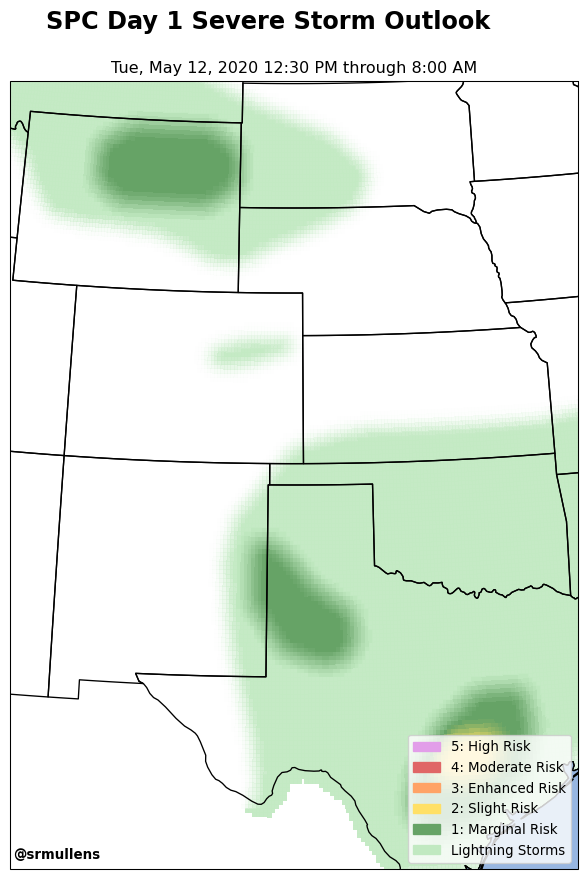 SPC Day 1 Severe Storm Outlook
Tue, May 12, 2020 12:30 PM through 8:00 AM
5: High Risk
4: Moderate Risk
3: Enhanced Risk
2: Slight Risk
1: Marginal Risk
Lightning Storms
@srmullens